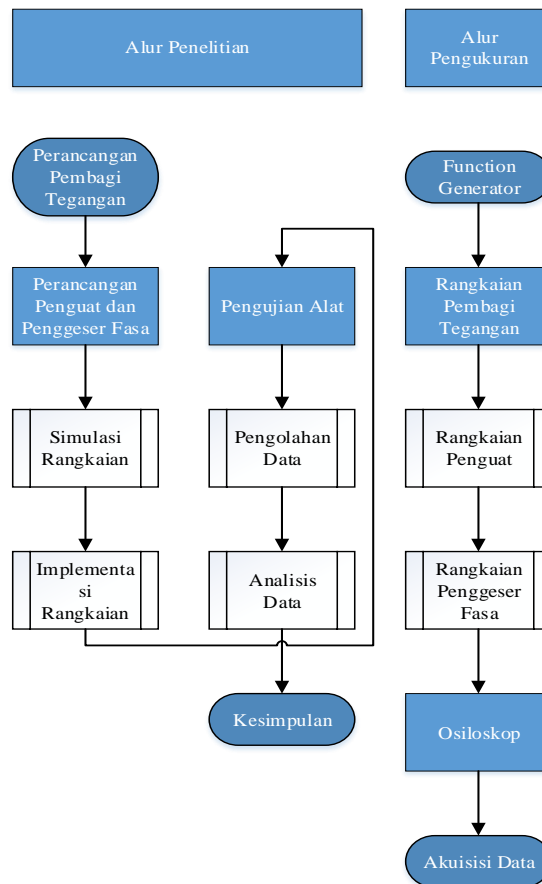 Alur Penelitian
Alur
Pengukuran
Perancangan
Pembagi
Tegangan
Perancangan
Penguat dan
Penggeser Fasa
Simulasi
Rangkaian
Implementa
si
Rangkaian
Pengujian Alat
Pengolahan
Data
Analisis
Data
Kesimpulan
Function
Generator
Rangkaian
Pembagi
Tegangan
Rangkaian
Penguat
Rangkaian
Penggeser
Fasa
Osiloskop
Akuisisi Data